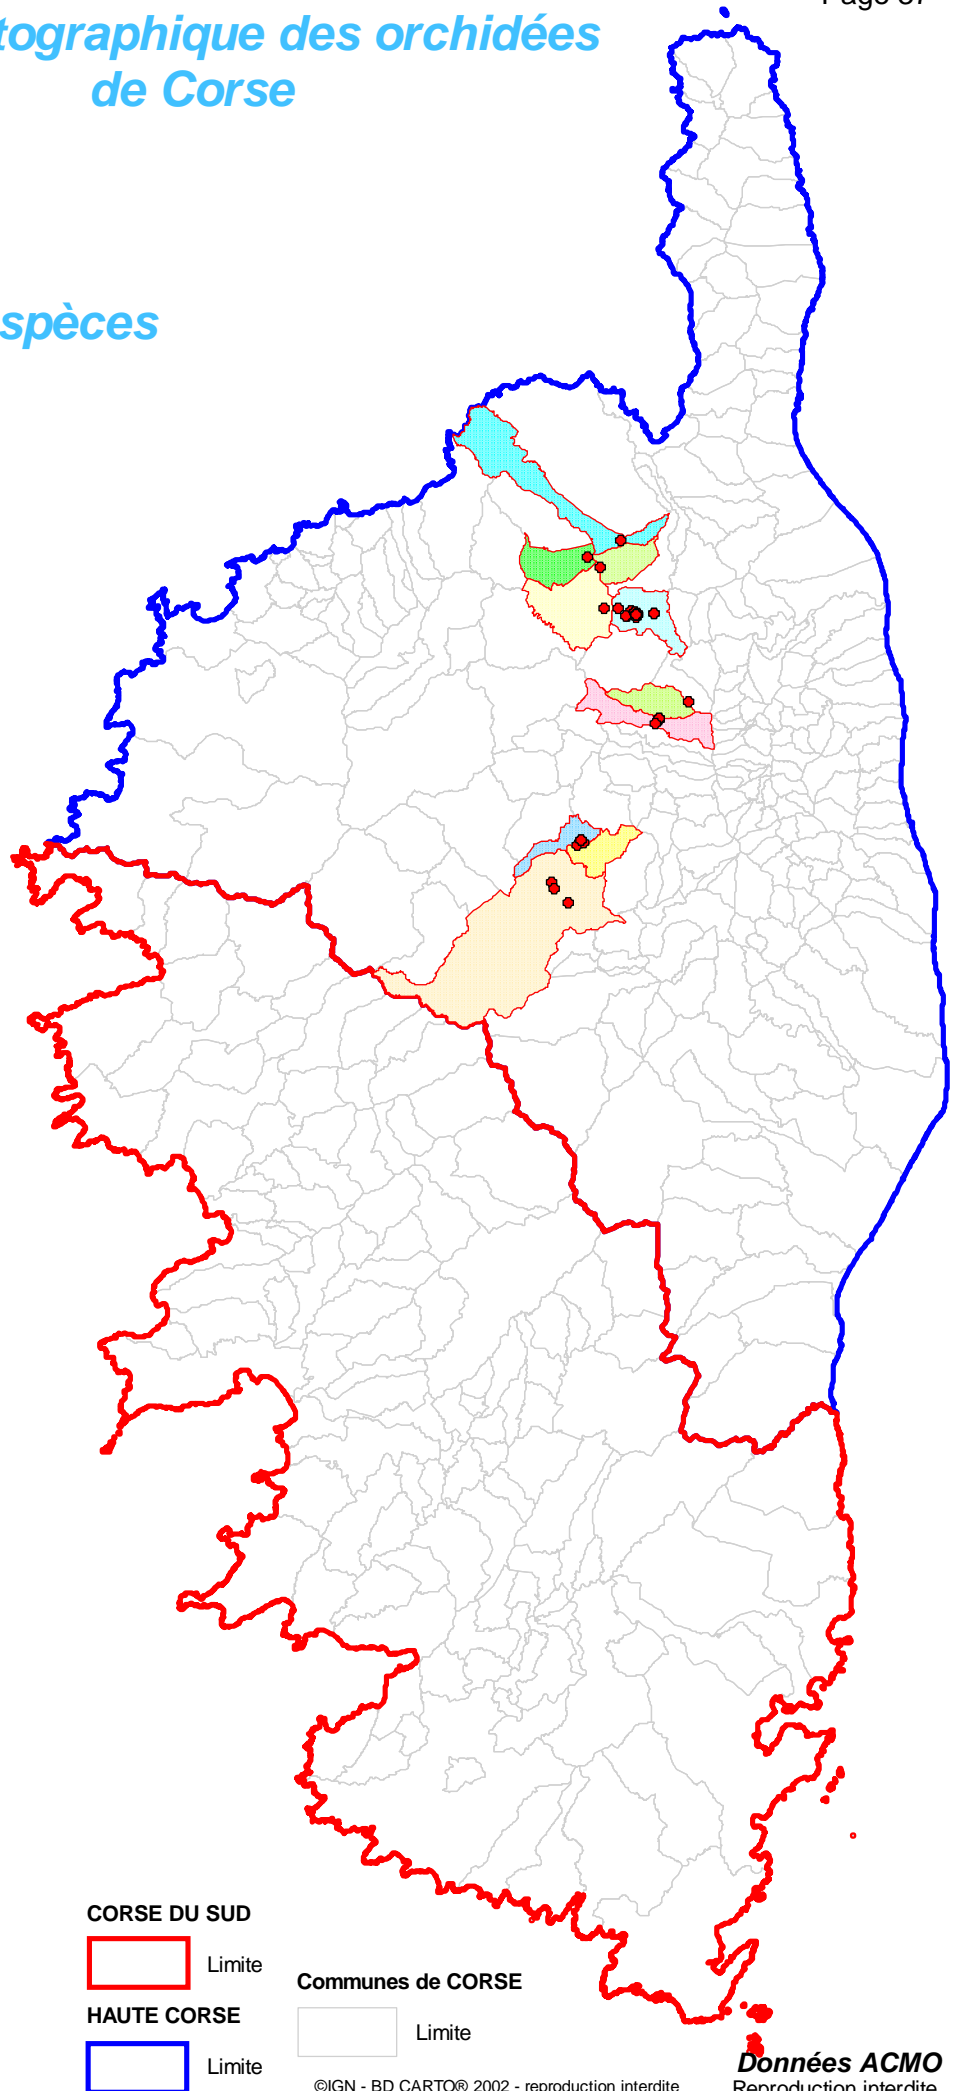 Page
tographique des orchidées
de Corse
spèces
CORSE DU SUD
Limite
Communes de CORSE
HAUTE CORSE
Limite
Limite
©IGN - BD CARTO® 2002 - reproduction interdite
Données ACMO
Reproduction interdite